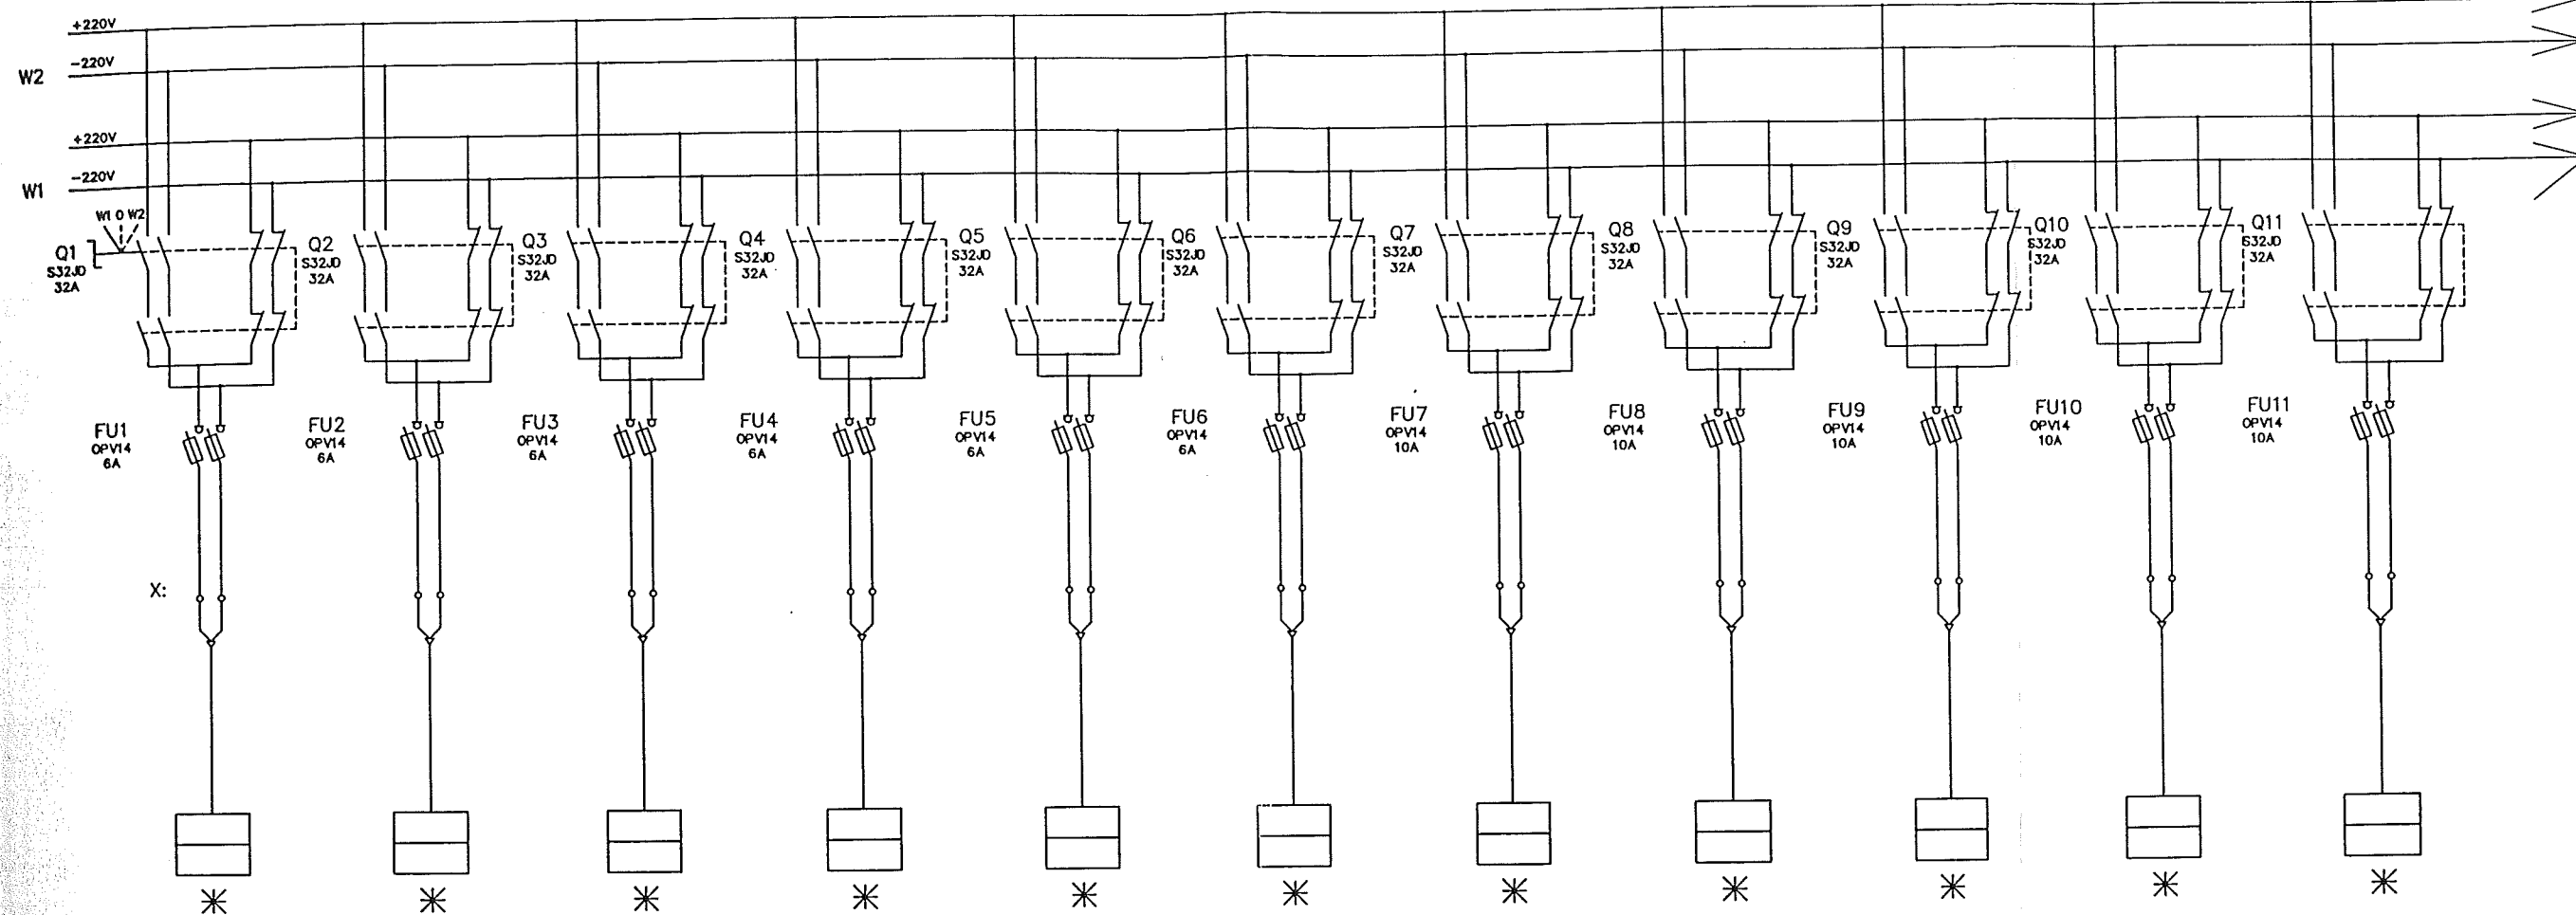 +220V
W2
-220V
+220V
W1
-220V
W1 0 W2
Q1
S32JD
32A
Q2
S32JD
32A
Q3
S32JD
32A
Q4
S32JD
32A
Q5
S32JD
32A
Q6
S32JD
32A
Q7
S32JD
32A
Q8
S32JD
32A
Q9
S32JD
32A
Q10
S32JD
32A
Q11
S32JD
32A
FU1
OPV14
6A
FU2
OPV14
6A
FU3
OPV14
6A
FU4
OPV14
6A
FU5
OPV14
6A
FU6
OPV14
6A
FU7
OPV14
10A
FU8
OPV14
10A
FU9
OPV14
10A
FU10
OPV14
10A
FU11
OPV14
10A
X: